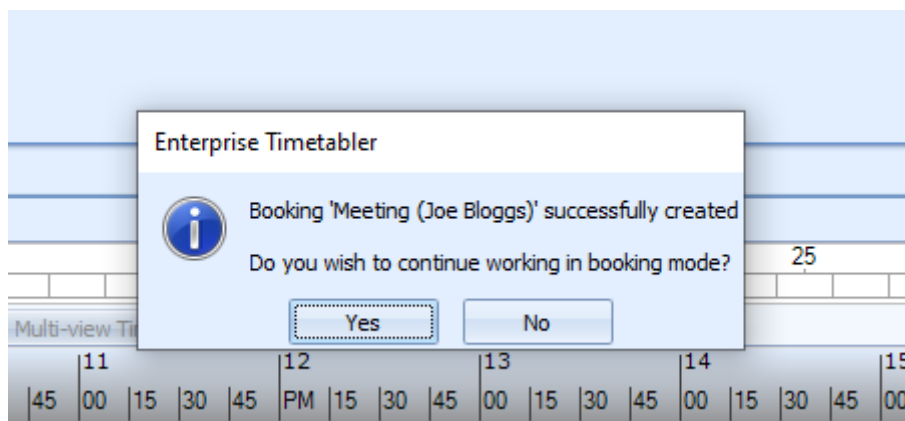 Enterprise Timetabler
Booking 'Meeting (Joe Bloggs)' successfully created
Do you wish to continue working in booking mode?
25
Yes No
Multi-view
11 12 13 14 15
45 00 15 30 45 PM 15 30 45 00 15 30 45 00 15 30 45 00